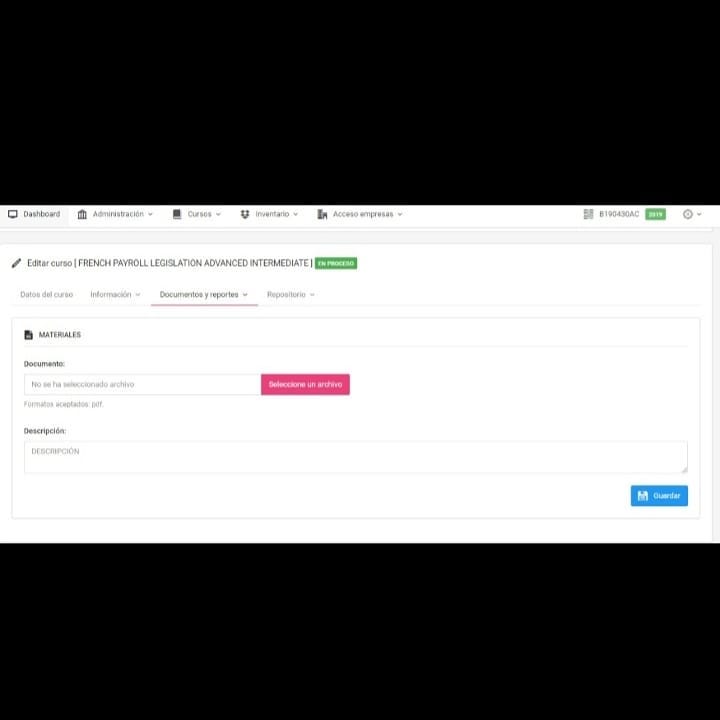 Dashboard Administración Cursos Inventario Acceso empresas B190430AC 2019
Editar curso [ FRENCH PAYROLL LEGISLATION ADVANCED INTERMEDIATE ] EN PROCESO
Datos del curso Información Documentos y reportes Repositorio
MATERIALES
Documento:
No se ha seleccionado archivo Seleccione un archivo
Formatos aceptados: pdf.
Descripción:
DESCRIPCIÓN
Guardar